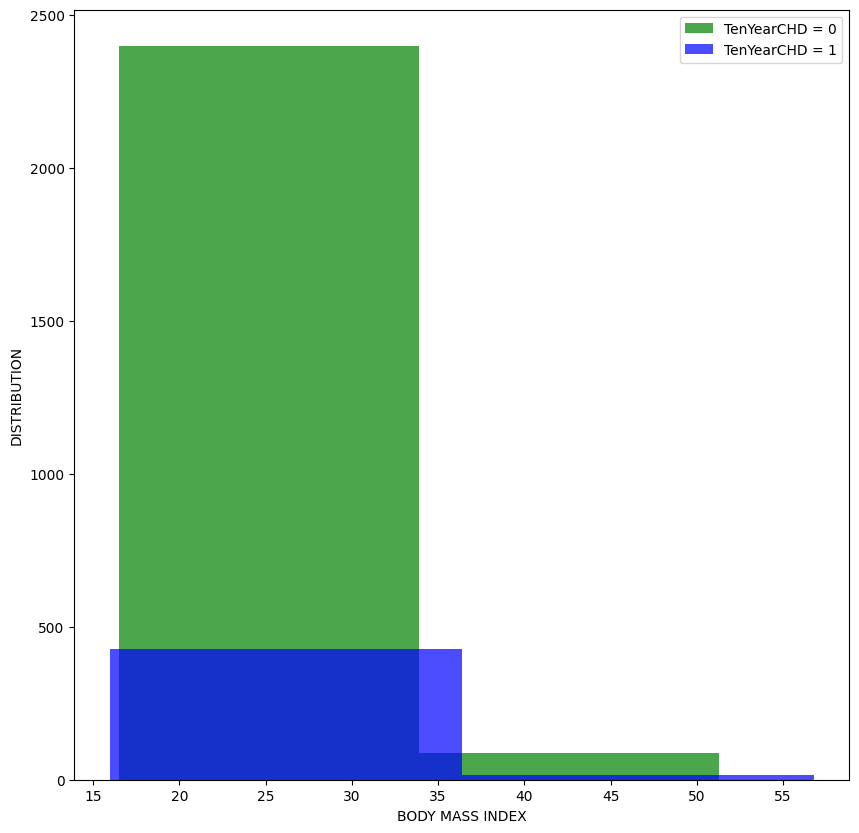 2500
2000
1500
1000
500
0
DISTRIBUTION
TenYearCHD = 0
TenYearCHD = 1
15 20 25 30 35 40 45 50 55
BODY MASS INDEX